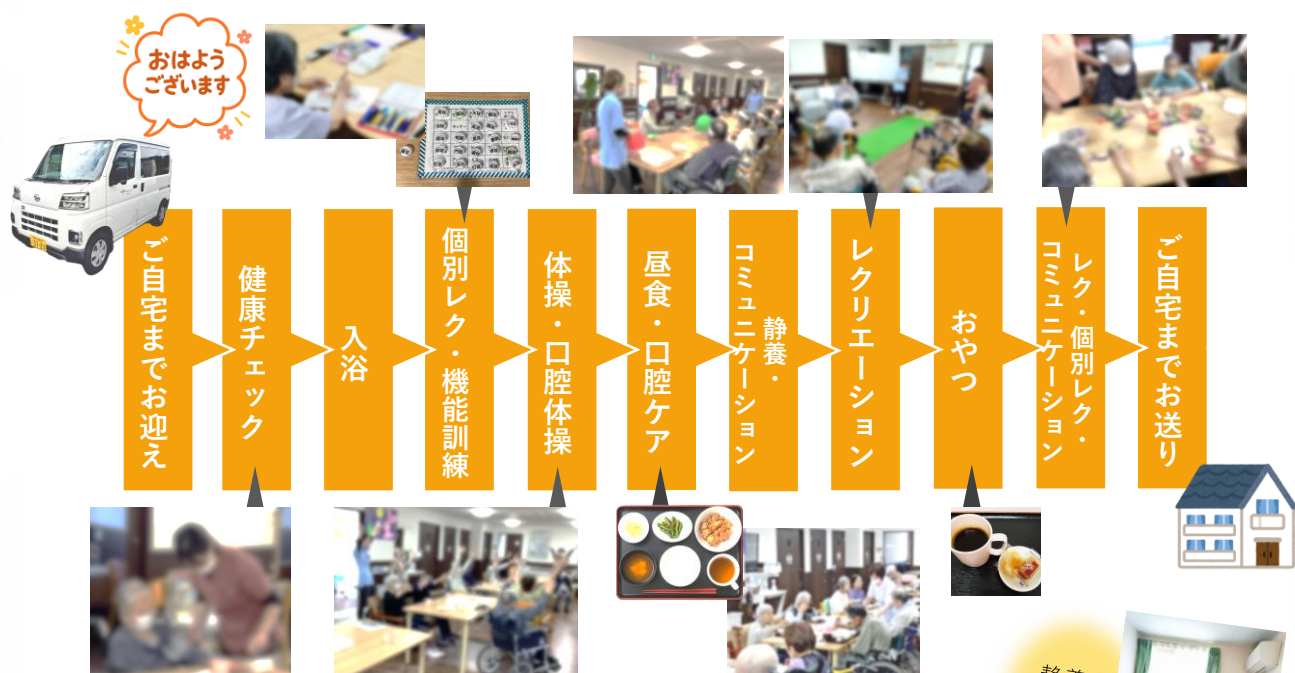 おはよう
ございます
ご自宅までお迎え
健康チェック
入浴
個別レク・機能訓練
体操・口腔体操
昼食・口腔ケア
静養・
コミュニケーション
レクリエーション
おやつ
レク・個別レク・
コミュニケーション
ご自宅までお送り
静養